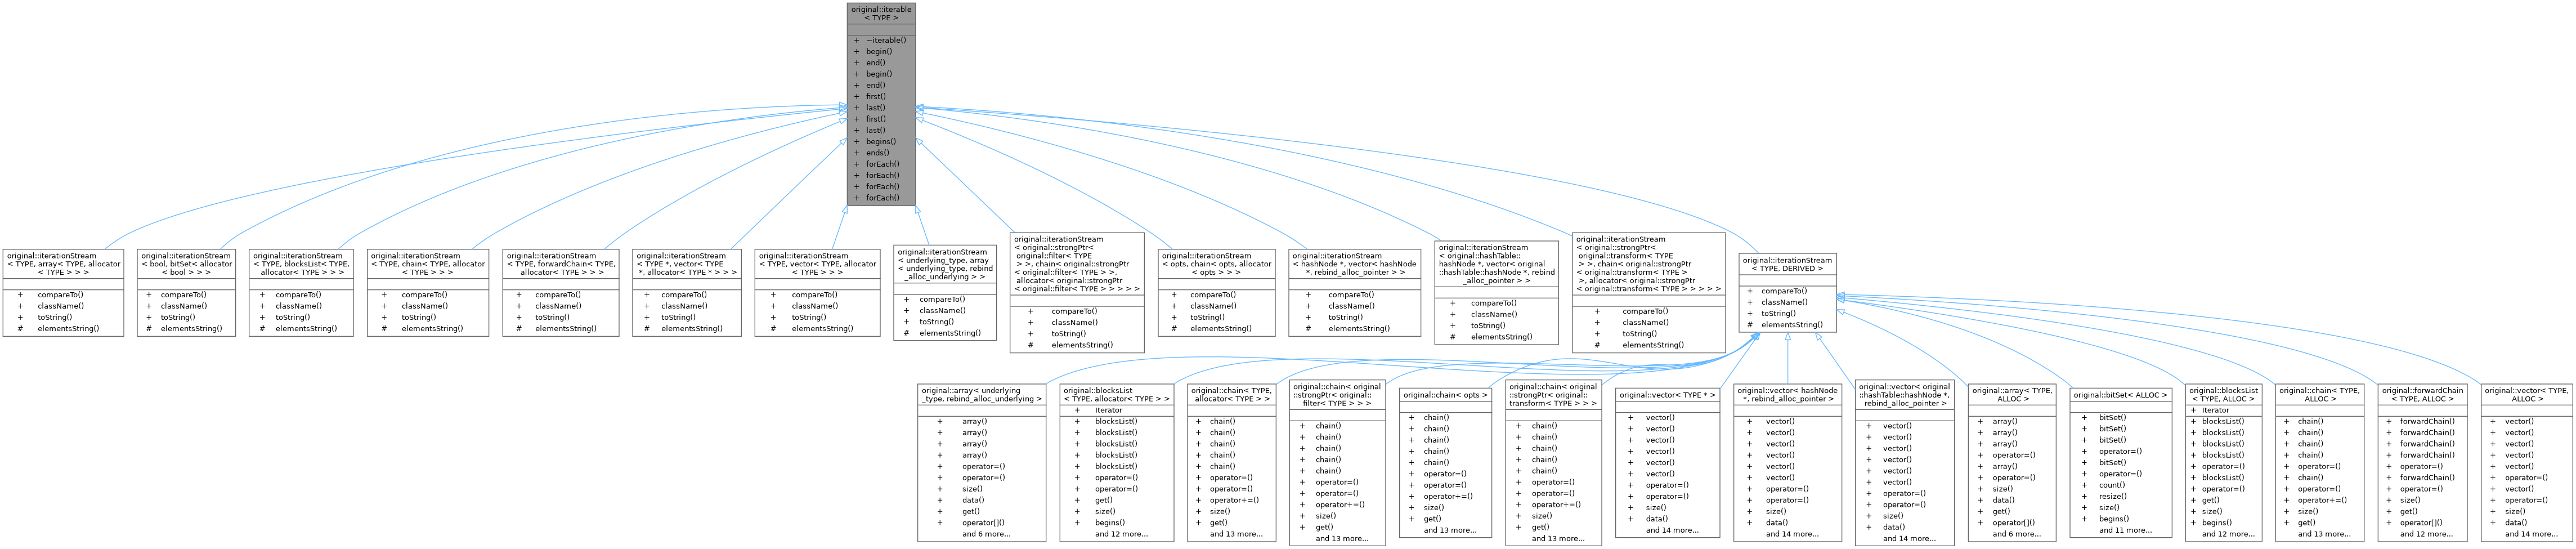 original::iterable
< TYPE >
+ ~iterable()
+ begin()
+ end()
+ begin()
+ end()
+ first()
+ last()
+ first()
+ last()
+ begins()
+ ends()
+ forEach()
+ forEach()
+ forEach()
+ forEach()
original::iterationStream
< TYPE, array< TYPE, allocator
< TYPE > > >
+ compareTo()
+ className()
+ toString()
# elementsString()
original::iterationStream
< bool, bitSet< allocator
< bool > > >
+ compareTo()
+ className()
+ toString()
# elementsString()
original::iterationStream
< TYPE, blocksList< TYPE,
allocator< TYPE > > >
+ compareTo()
+ className()
+ toString()
# elementsString()
original::iterationStream
< TYPE, chain< TYPE, allocator
< TYPE > > >
+ compareTo()
+ className()
+ toString()
# elementsString()
original::iterationStream
< TYPE, forwardChain< TYPE,
allocator< TYPE > > >
+ compareTo()
+ className()
+ toString()
# elementsString()
original::iterationStream
< TYPE *, vector< TYPE
*, allocator< TYPE * > > >
+ compareTo()
+ className()
+ toString()
# elementsString()
original::iterationStream
< TYPE, vector< TYPE, allocator
< TYPE > > >
+ compareTo()
+ className()
+ toString()
# elementsString()
original::iterationStream
< underlying_type, array
< underlying_type, rebind
_alloc_underlying > >
+ compareTo()
+ className()
+ toString()
# elementsString()
original::iterationStream
< original::strongPtr<
original::filter< TYPE
> >, chain< original::strongPtr
< original::filter< TYPE > >,
allocator< original::strongPtr
< original::filter< TYPE > > > > >
+ compareTo()
+ className()
+ toString()
# elementsString()
original::iterationStream
< opts, chain< opts, allocator
< opts > > >
+ compareTo()
+ className()
+ toString()
# elementsString()
original::iterationStream
< hashNode *, vector< hashNode
*, rebind_alloc_pointer > >
+ compareTo()
+ className()
+ toString()
# elementsString()
original::iterationStream
< original::hashTable::
hashNode *, vector< original
::hashTable::hashNode *, rebind
_alloc_pointer > >
+ compareTo()
+ className()
+ toString()
# elementsString()
original::iterationStream
< original::strongPtr<
original::transform< TYPE
> >, chain< original::strongPtr
< original::transform< TYPE >
>, allocator< original::strongPtr
< original::transform< TYPE > > > > >
+ compareTo()
+ className()
+ toString()
# elementsString()
original::iterationStream
< TYPE, DERIVED >
+ compareTo()
+ className()
+ toString()
# elementsString()
original::array< underlying
_type, rebind_alloc_underlying >
+ array()
+ array()
+ array()
+ array()
+ operator=()
+ operator=()
+ size()
+ data()
+ get()
+ operator[]()
and 6 more...
original::blocksList
< TYPE, allocator< TYPE > >
+ Iterator
+ blocksList()
+ blocksList()
+ blocksList()
+ blocksList()
+ blocksList()
+ operator=()
+ operator=()
+ get()
+ size()
+ begins()
and 12 more...
original::chain< TYPE,
allocator< TYPE > >
+ chain()
+ chain()
+ chain()
+ chain()
+ chain()
+ operator=()
+ operator=()
+ operator+=()
+ size()
+ get()
and 13 more...
original::chain< original
::strongPtr< original::
filter< TYPE > > >
+ chain()
+ chain()
+ chain()
+ chain()
+ chain()
+ operator=()
+ operator=()
+ operator+=()
+ size()
+ get()
and 13 more...
original::chain< opts >
+ chain()
+ chain()
+ chain()
+ chain()
+ chain()
+ operator=()
+ operator=()
+ operator+=()
+ size()
+ get()
and 13 more...
original::chain< original
::strongPtr< original::
transform< TYPE > > >
+ chain()
+ chain()
+ chain()
+ chain()
+ chain()
+ operator=()
+ operator=()
+ operator+=()
+ size()
+ get()
and 13 more...
original::vector< TYPE * >
+ vector()
+ vector()
+ vector()
+ vector()
+ vector()
+ vector()
+ operator=()
+ operator=()
+ size()
+ data()
and 14 more...
original::vector< hashNode
*, rebind_alloc_pointer >
+ vector()
+ vector()
+ vector()
+ vector()
+ vector()
+ vector()
+ operator=()
+ operator=()
+ size()
+ data()
and 14 more...
original::vector< original
::hashTable::hashNode *,
rebind_alloc_pointer >
+ vector()
+ vector()
+ vector()
+ vector()
+ vector()
+ vector()
+ operator=()
+ operator=()
+ size()
+ data()
and 14 more...
original::array< TYPE,
ALLOC >
+ array()
+ array()
+ array()
+ operator=()
+ array()
+ operator=()
+ size()
+ data()
+ get()
+ operator[]()
and 6 more...
original::bitSet< ALLOC >
+ bitSet()
+ bitSet()
+ bitSet()
+ operator=()
+ bitSet()
+ operator=()
+ count()
+ resize()
+ size()
+ begins()
and 11 more...
original::blocksList
< TYPE, ALLOC >
+ Iterator
+ blocksList()
+ blocksList()
+ blocksList()
+ blocksList()
+ operator=()
+ blocksList()
+ operator=()
+ get()
+ size()
+ begins()
and 12 more...
original::chain< TYPE,
ALLOC >
+ chain()
+ chain()
+ chain()
+ chain()
+ operator=()
+ chain()
+ operator=()
+ operator+=()
+ size()
+ get()
and 13 more...
original::forwardChain
< TYPE, ALLOC >
+ forwardChain()
+ forwardChain()
+ forwardChain()
+ forwardChain()
+ operator=()
+ forwardChain()
+ operator=()
+ size()
+ get()
+ operator[]()
and 12 more...
original::vector< TYPE,
ALLOC >
+ vector()
+ vector()
+ vector()
+ vector()
+ vector()
+ operator=()
+ vector()
+ operator=()
+ size()
+ data()
and 14 more...